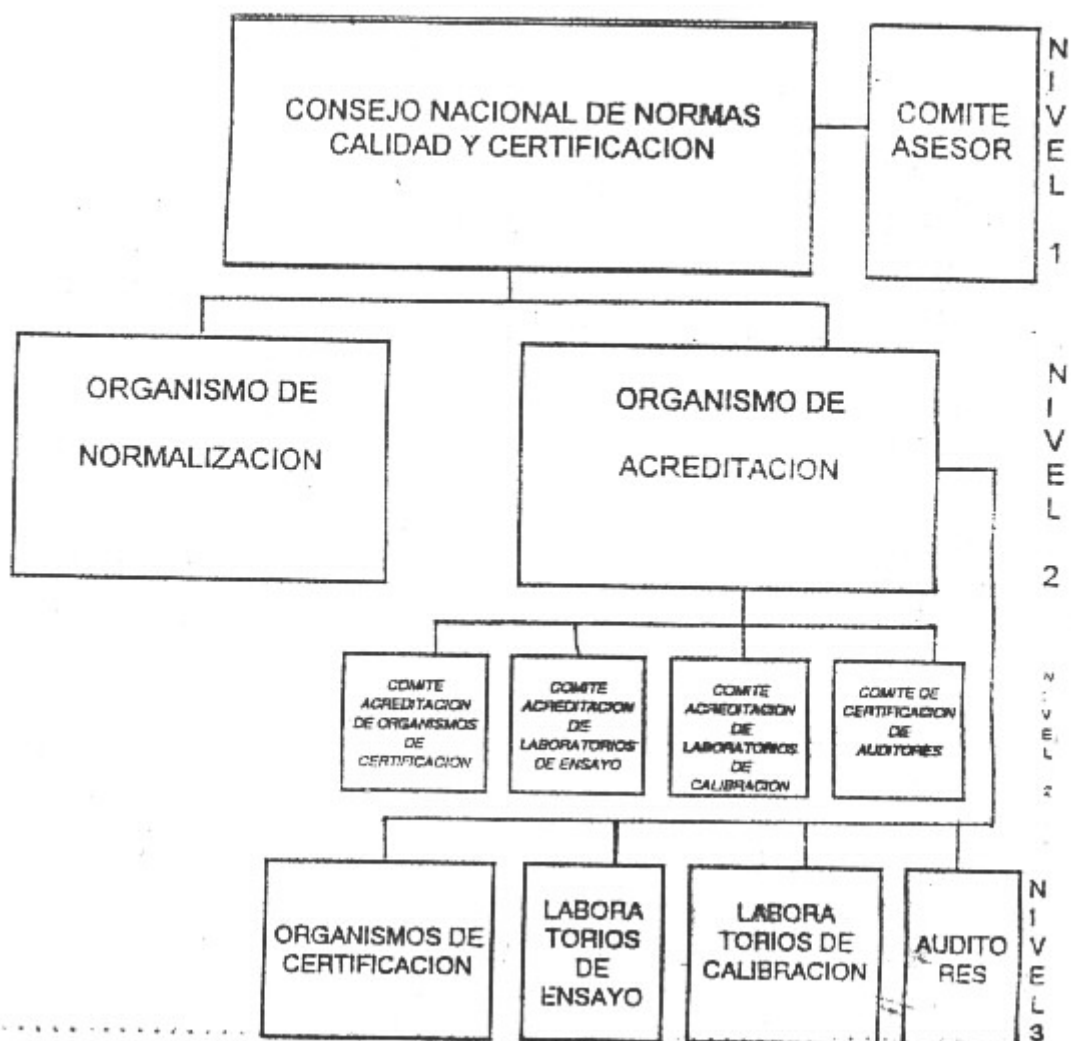 CONSEJO NACIONAL DE NORMAS
CALIDAD Y CERTIFICACION
COMITE
ASESOR
N
I
V
E
L
1
ORGANISMO DE
NORMALIZACION
ORGANISMO DE
ACREDITACION
N
I
V
E
L
2
COMITE
ACREDITACION
DE ORGANISMOS
DE
CERTIFICACION
COMITE
ACREDITACION
DE
LABORATORIOS
DE ENSAYO
COMITE
ACREDITACION
DE
LABORATORIOS
DE
CALIBRACION
COMITE DE
CERTIFICACION
DE
AUDITORES
N
I
V
E
L
2
ORGANISMOS DE
CERTIFICACION
LABORA
TORIOS
DE
ENSAYO
LABORA
TORIOS DE
CALIBRACION
AUDITO
RES
N
I
V
E
L
3